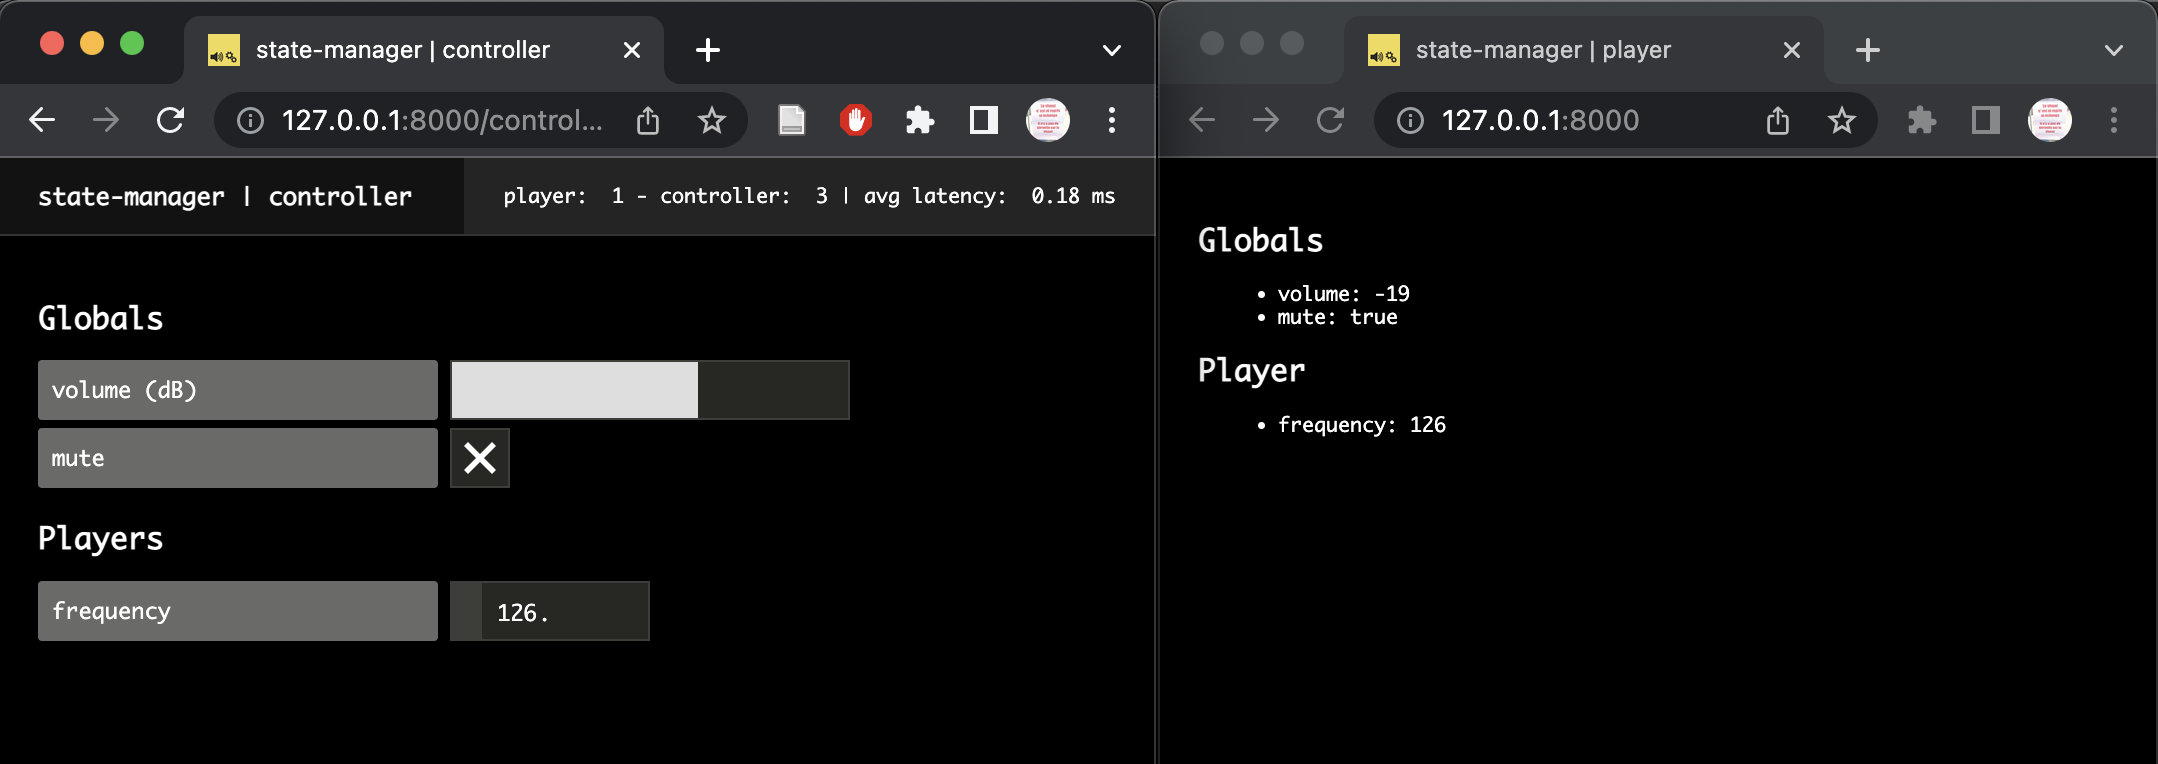 state-manager | controller
127.0.0.1:8000/control...
state-manager | controller
player: 1 - controller: 3 | avg latency: 0.18 ms
Globals
volume (dB)
mute
Players
frequency
126.
state-manager | player
127.0.0.1:8000
Globals
• volume: -19
• mute: true
Player
• frequency: 126